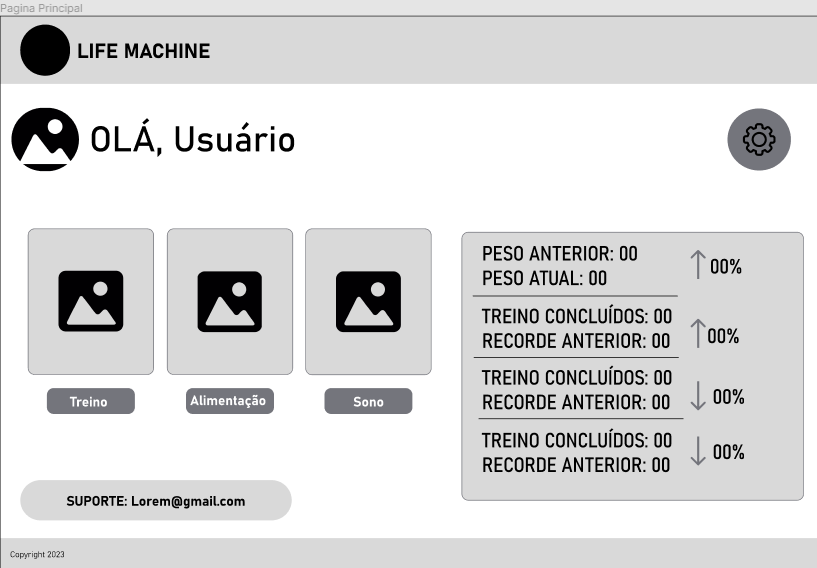 Pagina Principal
LIFE MACHINE
OLÁ, Usuário
Treino
Alimentação
Sono
PESO ANTERIOR: 00
PESO ATUAL: 00
00%
TREINO CONCLUÍDOS: 00
RECORDE ANTERIOR: 00
00%
TREINO CONCLUÍDOS: 00
RECORDE ANTERIOR: 00
00%
TREINO CONCLUÍDOS: 00
RECORDE ANTERIOR: 00
00%
SUPORTE: Lorem@gmail.com
Copyright 2023